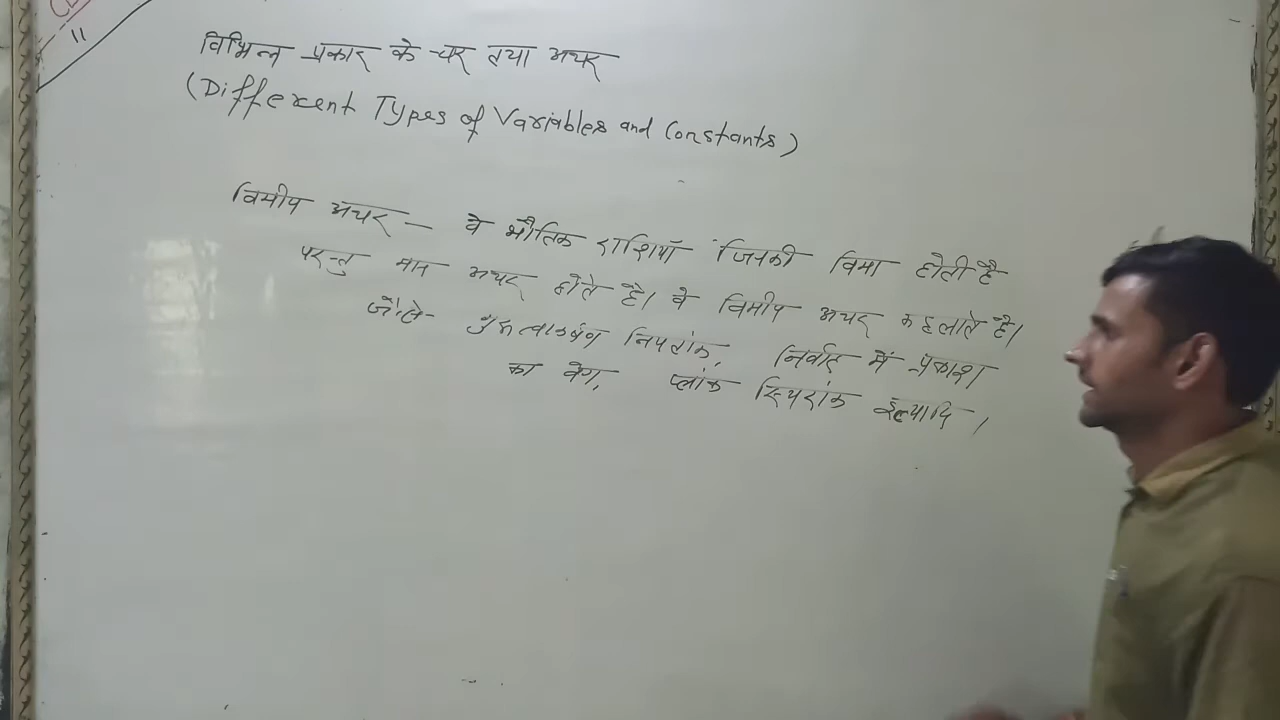 11
विभिन्न प्रकार के चर तथा अचर
(Different Types of Variables and Constants)
विमीय अचर – वे भौतिक राशियाँ जिनकी विमा होती है
परन्तु मान अचर होते है। वे विमीय अचर कहलाते है।
जैसे- गुरुत्वाकर्षण नियतांक, निर्वात में प्रकाश
का वेग, प्लांक स्थिरांक इत्यादि।